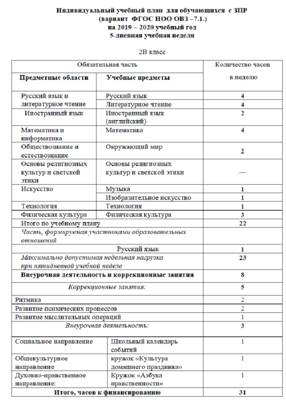 Индивидуальный учебный план для обучающихся с ЗПР
(вариант ФГОС НОО ОВЗ –7.1.)
на 2019 – 2020 учебный год
5-дневная учебная неделя
2В класс
Обязательная часть Количество часов в неделю
Предметные области Учебные предметы
Русский язык и литературное чтение Русский язык 4
Литературное чтение 4
Иностранный язык Иностранный язык (английский) 2
Математика и информатика Математика 4
Обществознание и естествознание Окружающий мир 2
Основы религиозных культур и светской этики Основы религиозных культур и светской этики —
Искусство Музыка 1
Изобразительное искусство 1
Технология Технология 1
Физическая культура Физическая культура 3
Итого по учебному плану 22
Часть, формируемая участниками образовательных отношений
Русский язык 1
Максимально допустимая недельная нагрузка при пятидневной учебной неделе 23
Внеурочная деятельность и коррекционные занятия 8
Коррекционные занятия: 5
Ритмика 2
Развитие психических процессов 2
Развитие мыслительных операций 1
Внеурочная деятельность: 3
Социальное направление Школьный календарь событий 1
Общекультурное направление кружок «Культура домашнего праздника» 1
Духовно-нравственное направление: Кружок «Азбука нравственности» 1
Итого, часов к финансированию 31